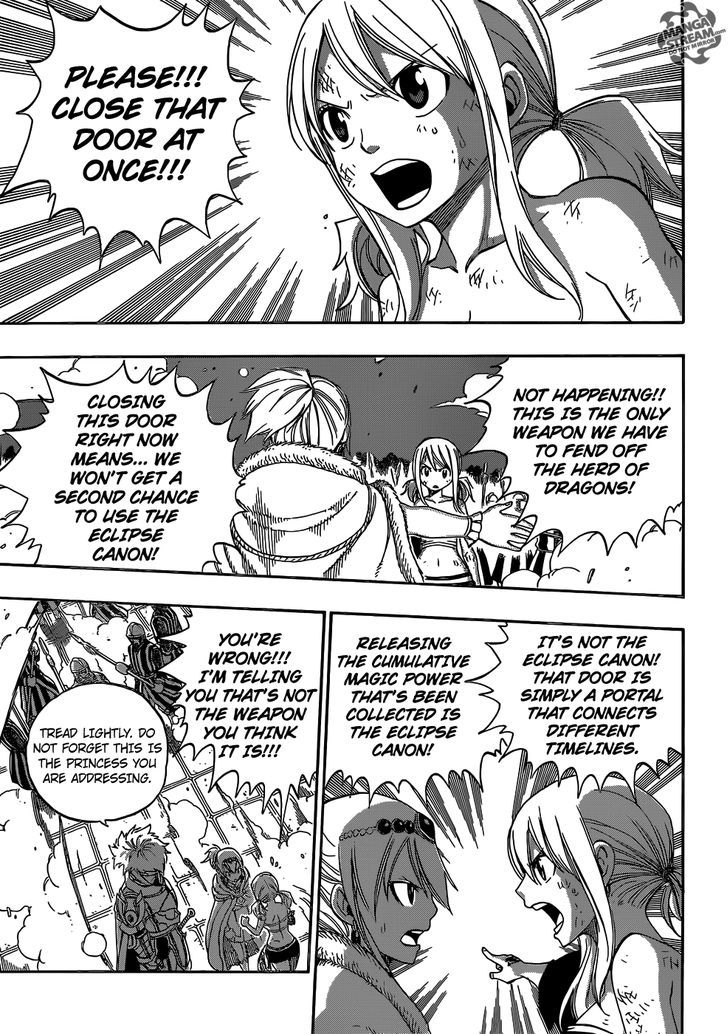 MANGA
STREAM
DO NOT MIRROR
PLEASE!!!
CLOSE THAT
DOOR AT
ONCE!!!
NOT HAPPENING!!
THIS IS THE ONLY
WEAPON WE HAVE
TO FEND OFF
THE HERD OF
DRAGONS!
CLOSING
THIS DOOR
RIGHT NOW
MEANS... WE
WON'T GET A
SECOND CHANCE
TO USE THE
ECLIPSE
CANON!
IT'S NOT THE
ECLIPSE CANON!
THAT DOOR IS
SIMPLY A PORTAL
THAT CONNECTS
DIFFERENT
TIMELINES.
RELEASING
THE CUMULATIVE
MAGIC POWER
THAT'S BEEN
COLLECTED IS
THE ECLIPSE
CANON!
YOU'RE
WRONG!!!
I'M TELLING
YOU THAT'S NOT
THE WEAPON
YOU THINK
IT IS!!!
TREAD LIGHTLY. DO
NOT FORGET THIS IS
THE PRINCESS YOU
ARE ADDRESSING.